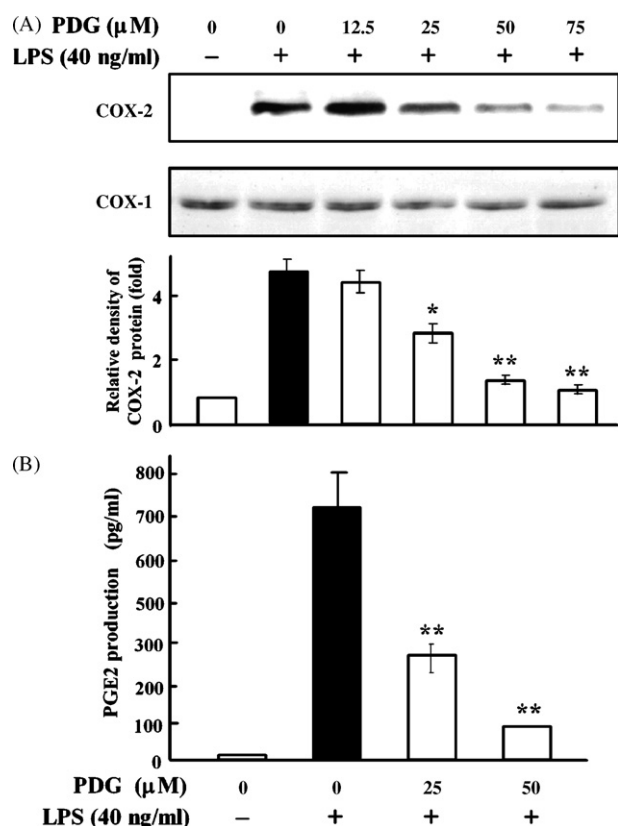 (A) PDG (µM) 0 0 12.5 25 50 75
LPS (40 ng/ml) – + + + + +
COX-2
COX-1
Relative density of
COX-2 protein (fold)
4
2
0
*
**
**
(B)
PGE2 production (pg/ml)
800
700
600
500
300
200
100
0
**
**
PDG (µM) 0 0 25 50
LPS (40 ng/ml) – + + +